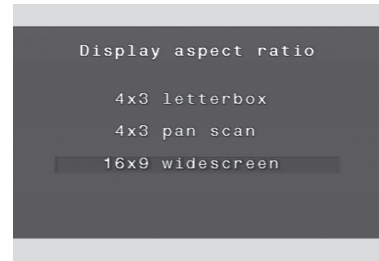 Display aspect ratio
4x3 letterbox
4x3 pan scan
16x9 widescreen